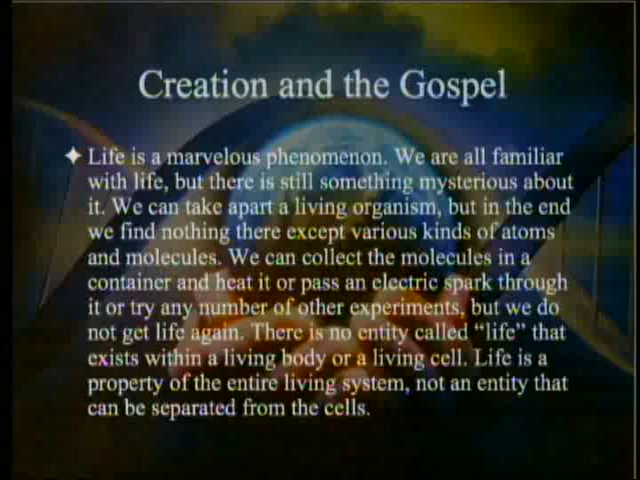 Creation and the Gospel
Life is a marvelous phenomenon. We are all familiar
with life, but there is still something mysterious about
it. We can take apart a living organism, but in the end
we find nothing there except various kinds of atoms
and molecules. We can collect the molecules in a
container and heat it or pass an electric spark through
it or try any number of other experiments, but we do
not get life again. There is no entity called “life” that
exists within a living body or a living cell. Life is a
property of the entire living system, not an entity that
can be separated from the cells.